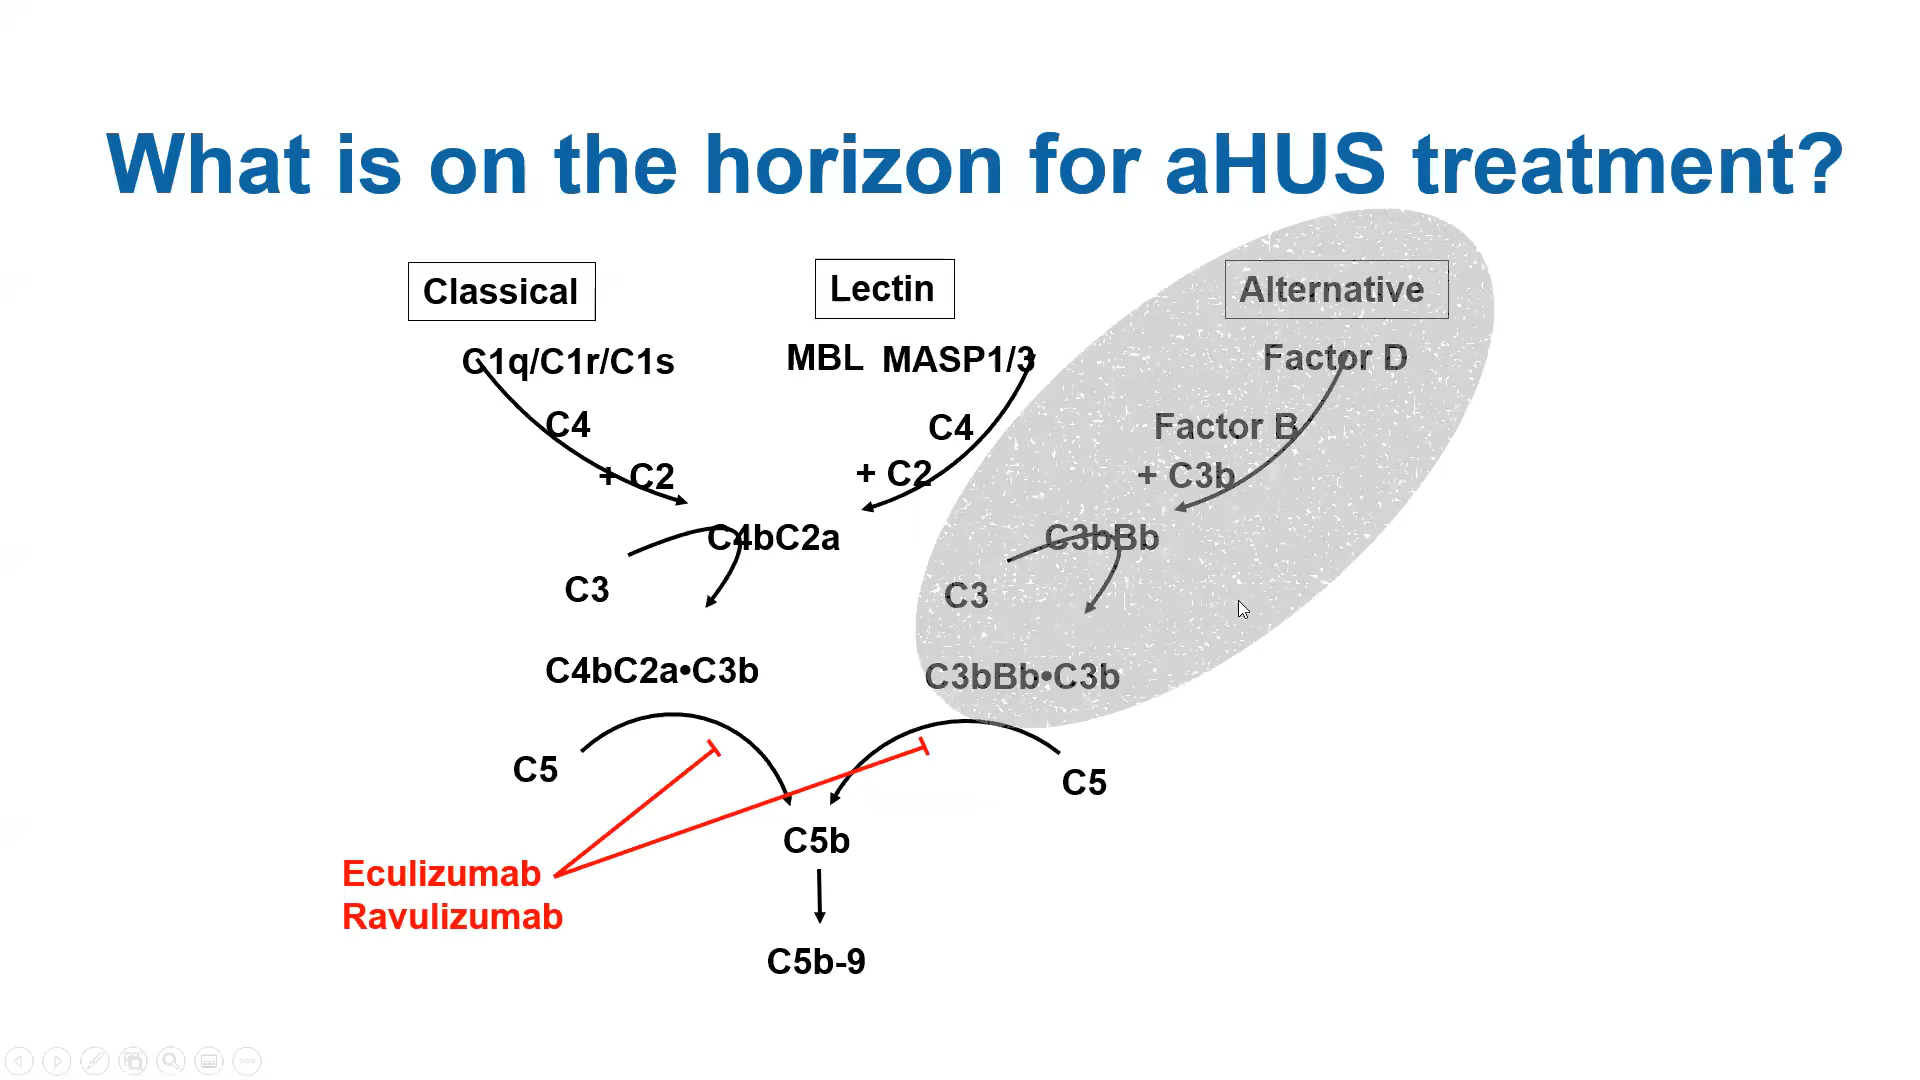 What is on the horizon for aHUS treatment?
Classical
Lectin
Alternative
C1q/C1r/C1s
MBL MASP1/3
Factor D
C4
C4
Factor B
+ C2
+ C2
+ C3b
C4bC2a
C3bBb
C3
C3
C4bC2a•C3b
C3bBb•C3b
C5
C5
C5b
Eculizumab
Ravulizumab
C5b-9